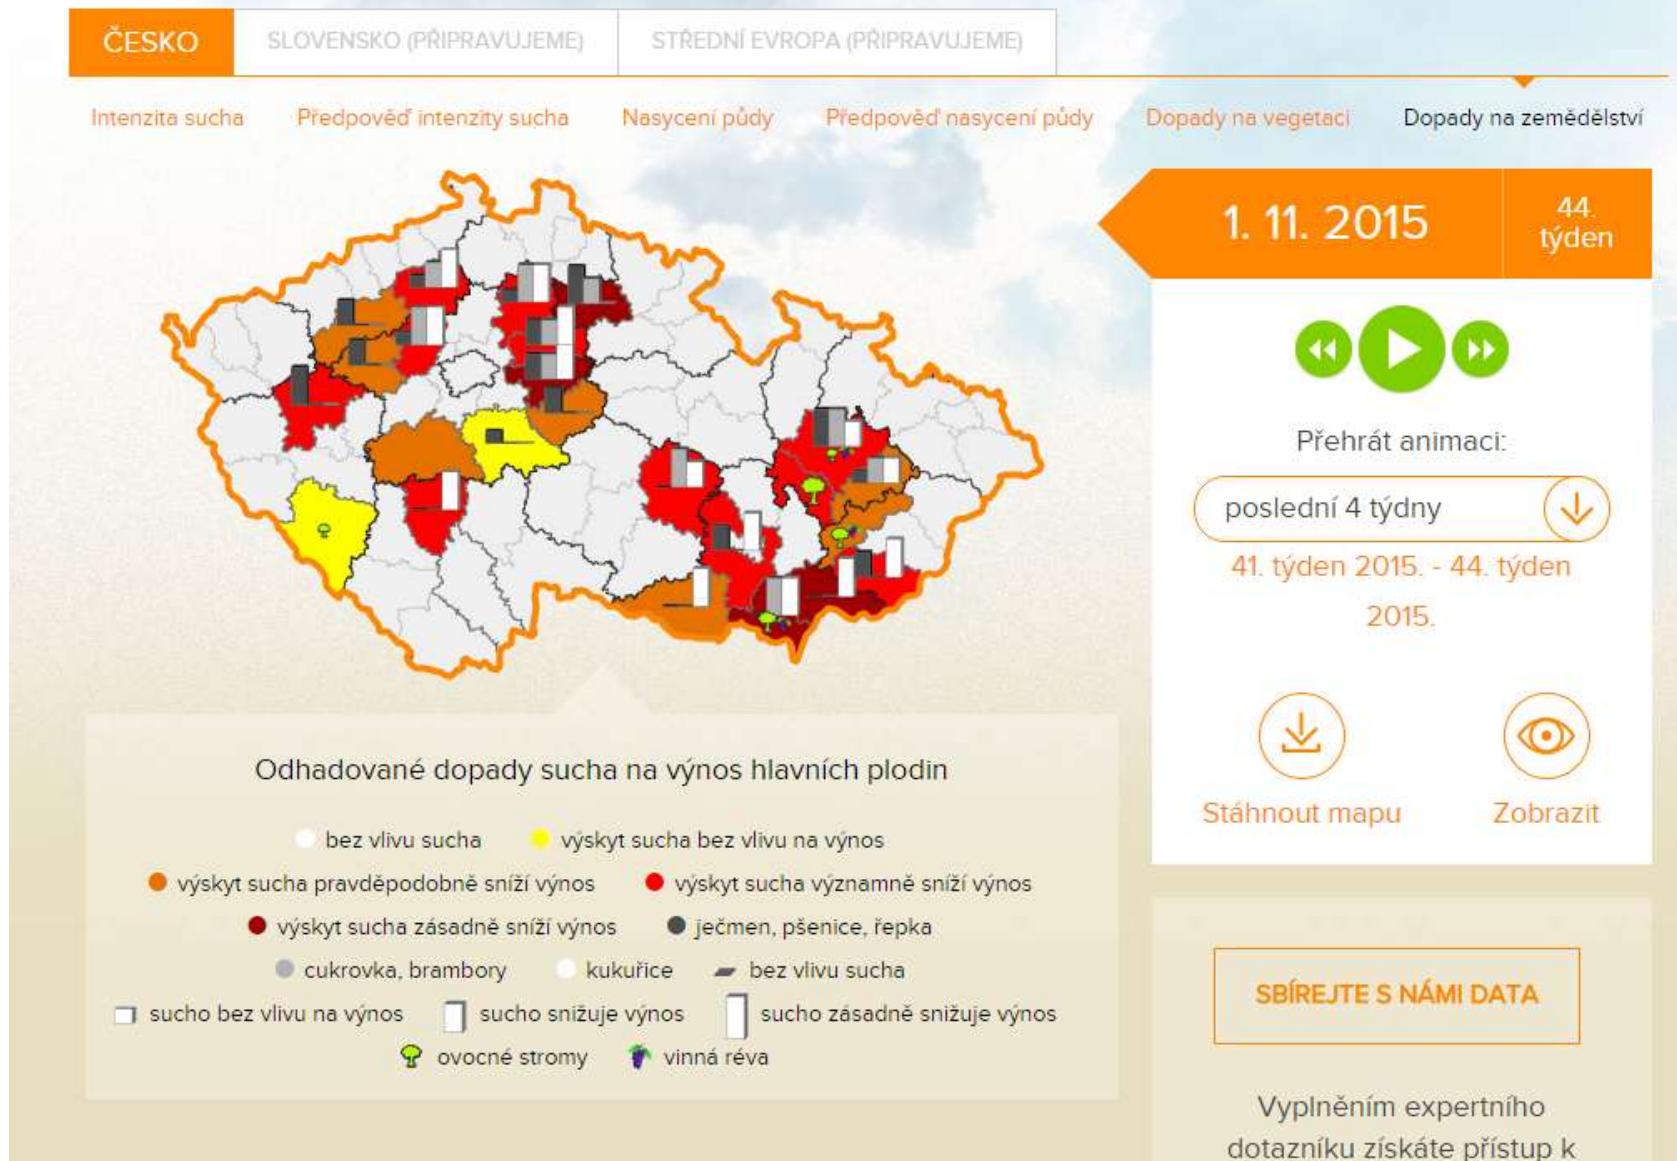 ČESKO
SLOVENSKO (PŘIPRAVUJEME)
STŘEDNÍ EVROPA (PŘIPRAVUJEME)
Intenzita sucha
Předpověď intenzity sucha
Nasycení půdy
Předpověď nasycení půdy
Dopady na vegetaci
Dopady na zemědělství
1. 11. 2015
44.
týden
Přehrát animaci:
poslední 4 týdny
41. týden 2015. - 44. týden
2015.
Stáhnout mapu
Zobrazit
Odhadované dopady sucha na výnos hlavních plodin
bez vlivu sucha
výskyt sucha bez vlivu na výnos
výskyt sucha pravděpodobně sníží výnos
výskyt sucha významně sníží výnos
výskyt sucha zásadně sníží výnos
ječmen, pšenice, řepka
cukrovka, brambory
kukuřice
bez vlivu sucha
sucho bez vlivu na výnos
sucho snižuje výnos
sucho zásadně snižuje výnos
ovocné stromy
vinná réva
SBÍREJTE S NÁMI DATA
Vyplněním expertního
dotazníku získáte přístup k